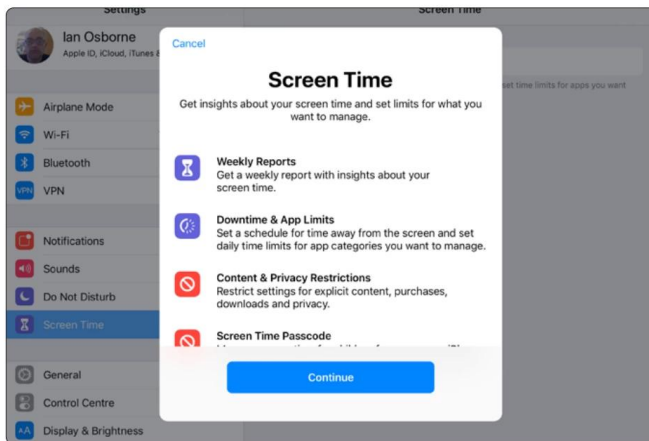 Settings
Screen Time
Ian Osborne
Apple ID, iCloud, iTunes &
Airplane Mode
Wi-Fi
Bluetooth
VPN VPN
Notifications
Sounds
Do Not Disturb
Screen Time
General
Control Centre
AA Display & Brightness
set time limits for apps you want
Cancel
Screen Time
Get insights about your screen time and set limits for what you
want to manage.
Weekly Reports
Get a weekly report with insights about your
screen time.
Downtime & App Limits
Set a schedule for time away from the screen and set
daily time limits for app categories you want to manage.
Content & Privacy Restrictions
Restrict settings for explicit content, purchases,
downloads and privacy.
Screen Time Passcode
Continue